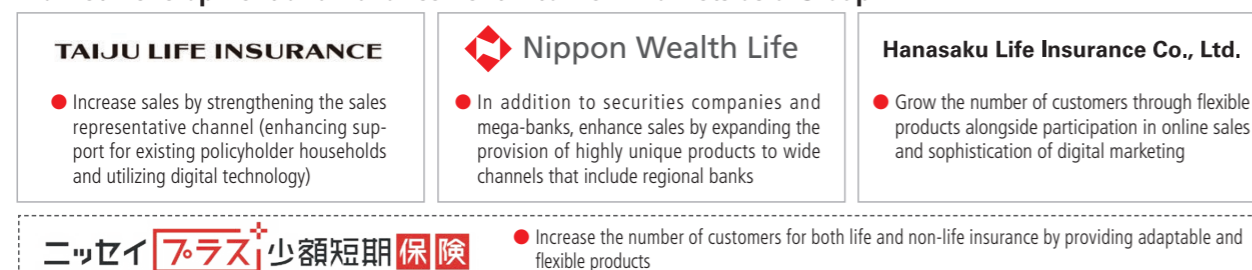 TAIJU LIFE INSURANCE
● Increase sales by strengthening the sales
representative channel (enhancing sup-
port for existing policyholder households
and utilizing digital technology)
Nippon Wealth Life
● In addition to securities companies and
mega-banks, enhance sales by expanding the
provision of highly unique products to wide
channels that include regional banks
Hanasaku Life Insurance Co., Ltd.
● Grow the number of customers through flexible
products alongside participation in online sales
and sophistication of digital marketing
ニッセイプラス少額短期保険
● Increase the number of customers for both life and non-life insurance by providing adaptable and
flexible products